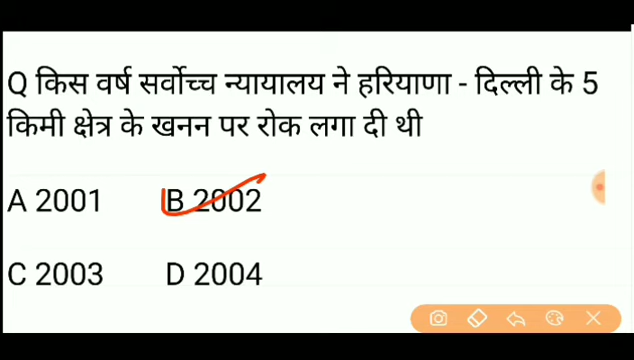 Q किस वर्ष सर्वोच्च न्यायालय ने हरियाणा - दिल्ली के 5
किमी क्षेत्र के खनन पर रोक लगा दी थी
A 2001 B 2002
C 2003 D 2004